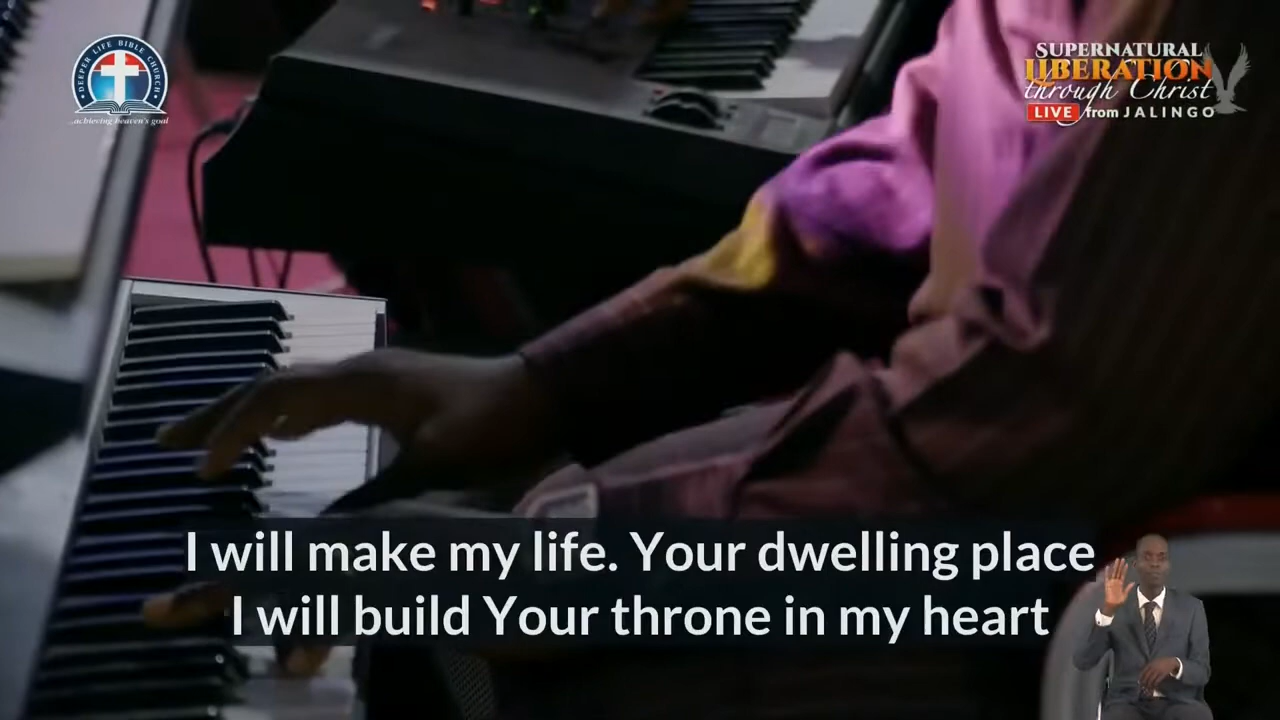 DEEPER LIFE BIBLE CHURCH
...achieving heaven's goal
SUPERNATURAL
LIBERATION
through Christ
LIVE from JALINGO
I will make my life. Your dwelling place
I will build Your throne in my heart